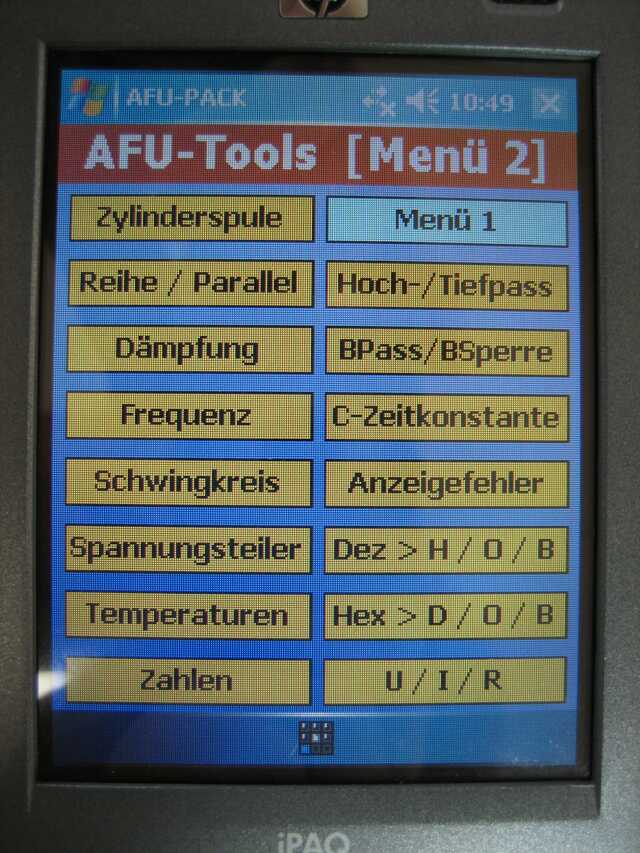 AFU-PACK 10:49
AFU-Tools [Menü 2]
Zylinderspule Menü 1
Reihe / Parallel Hoch-/Tiefpass
Dämpfung BPass/BSperre
Frequenz C-Zeitkonstante
Schwingkreis Anzeigefehler
Spannungsteiler Dez > H / O / B
Temperaturen Hex > D / O / B
Zahlen U / I / R
iPAQ